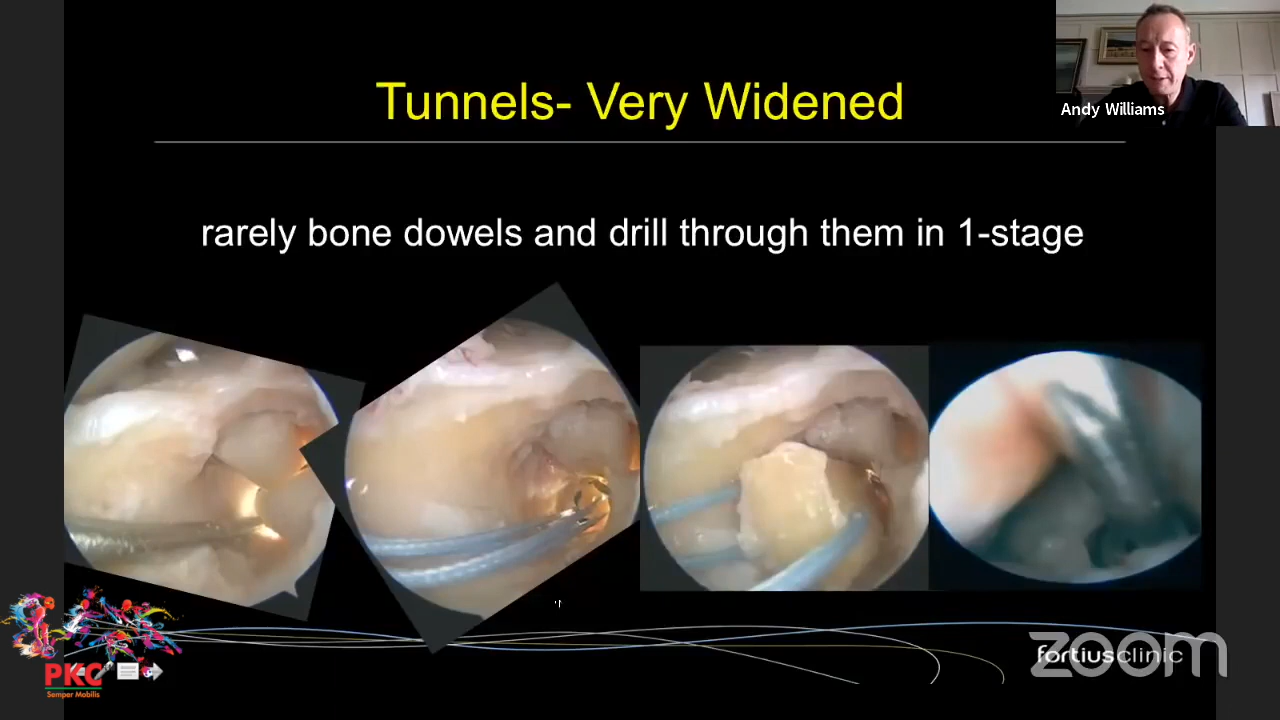 Tunnels- Very Widened
Andy Williams
rarely bone dowels and drill through them in 1-stage
PKC
Semper Mobilis
fortiusclinic
zoom